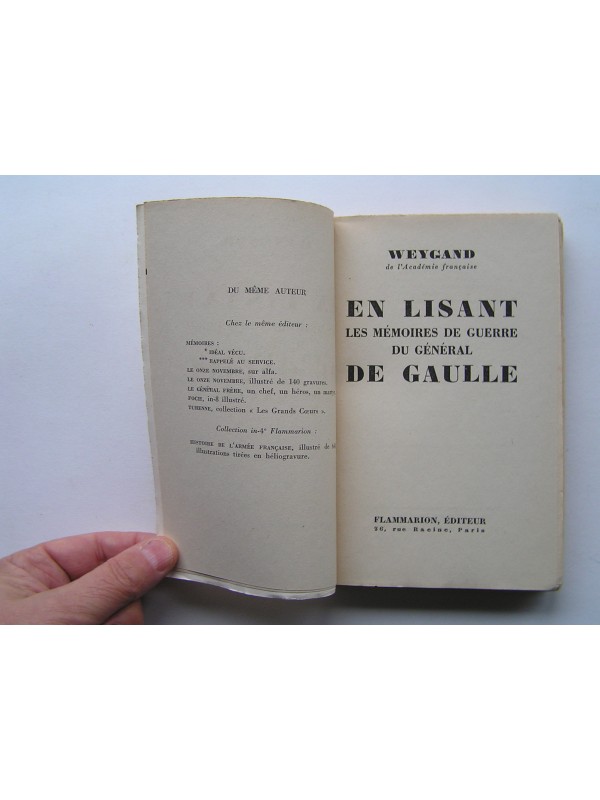 DU MÊME AUTEUR
Chez le même éditeur :
MÉMOIRES :
* IDÉAL VÉCU.
*** RAPPELÉ AU SERVICE.
LE ONZE NOVEMBRE, sur alfa.
LE ONZE NOVEMBRE, illustré de 140 gravures.
LE GÉNÉRAL FRÈRE, un chef, un héros, un
FOCH, in-8 illustré.
TURENNE, collection « Les Grands Cœurs ».
Collection in-4° Flammarion :
HISTOIRE DE L'ARMÉE FRANÇAISE, illustré de
illustrations tirées en héliogravure.
WEYGAND
de l'Académie française
EN LISANT
LES MÉMOIRES DE GUERRE
DU GÉNÉRAL
DE GAULLE
FLAMMARION, ÉDITEUR
26, rue Racine, Paris